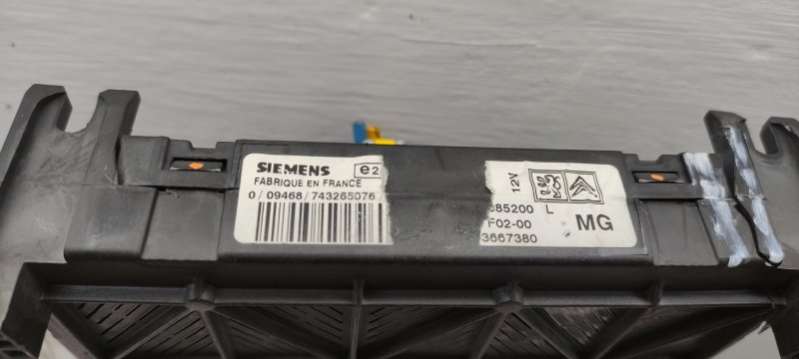 SIEMENS e2
FABRIQUE EN FRANCE
0/09468/743265076
12V
685200 L
F02-00
3667380
MG